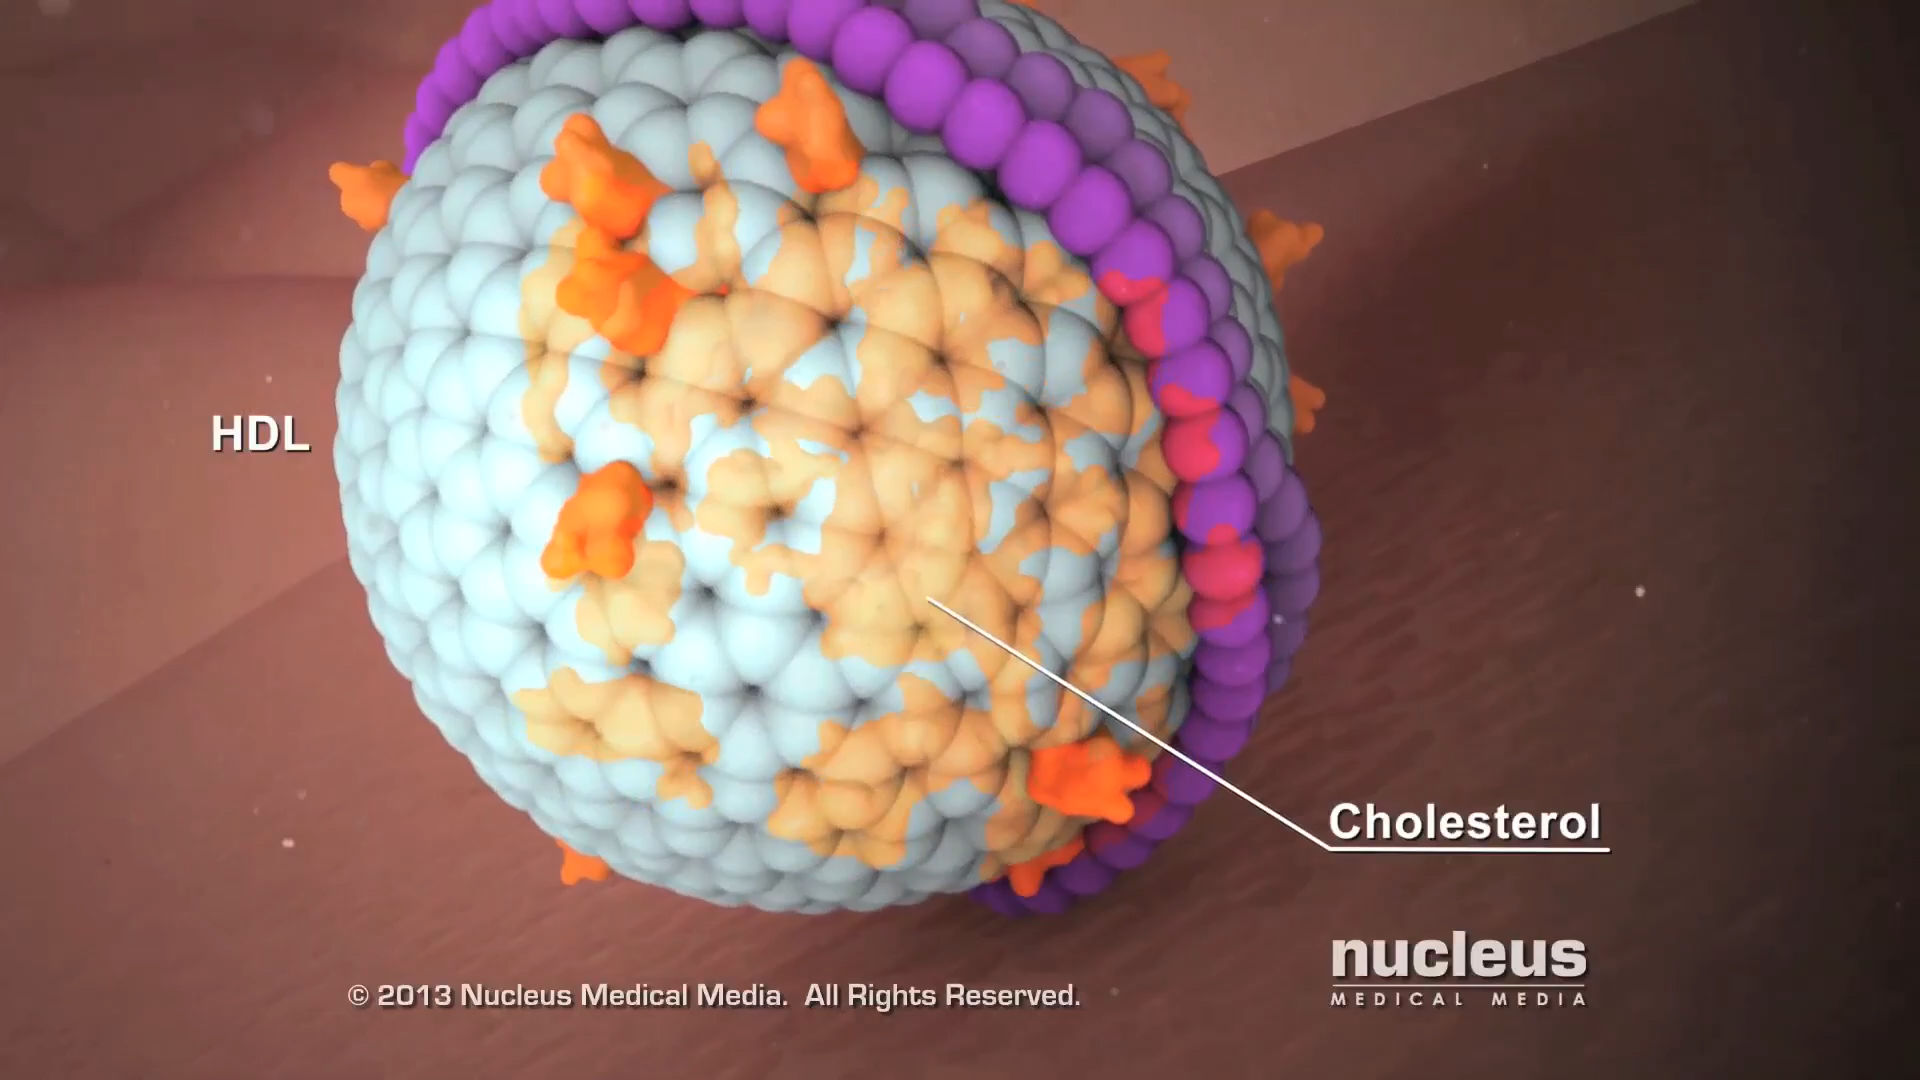 HDL
Cholesterol
nucleus
MEDICAL MEDIA
© 2013 Nucleus Medical Media. All Rights Reserved.